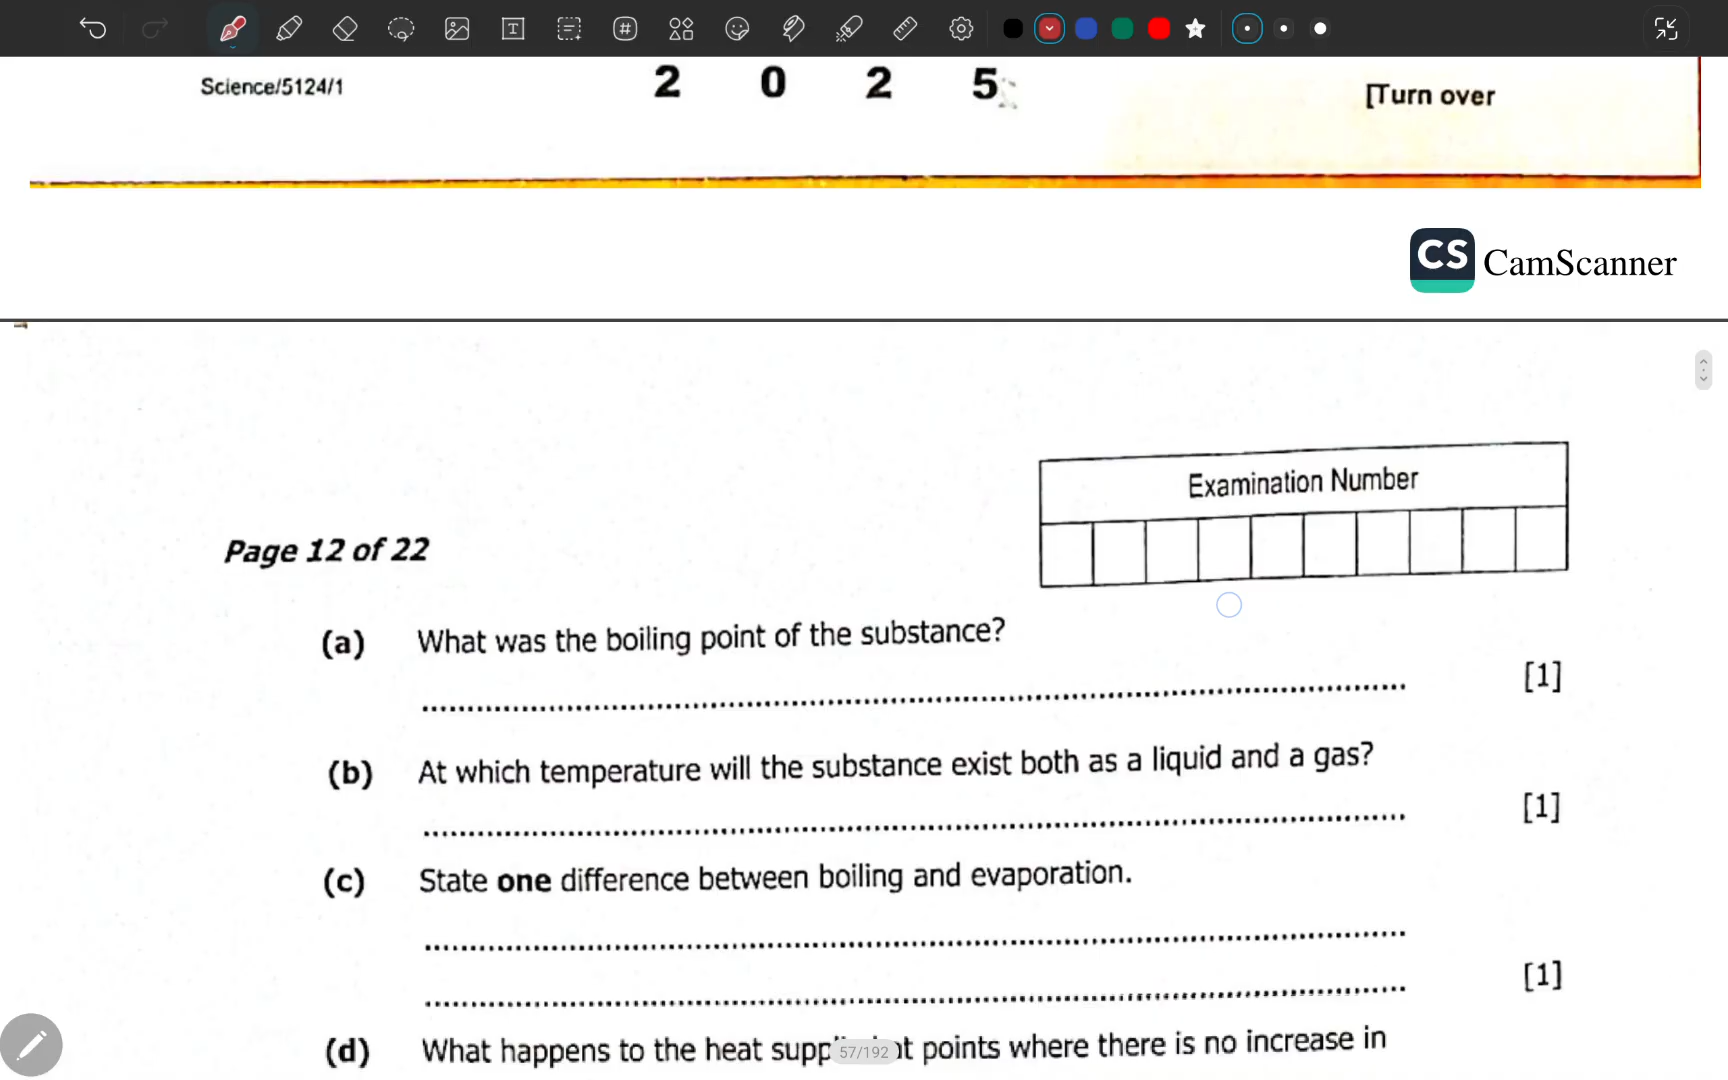 Science/5124/1 2 0 2 5 [Turn over
CS CamScanner
Examination Number
Page 12 of 22
(a) What was the boiling point of the substance?
[1]
(b) At which temperature will the substance exist both as a liquid and a gas?
[1]
(c) State one difference between boiling and evaporation.
[1]
(d) What happens to the heat at points where there is no increase in
57/192